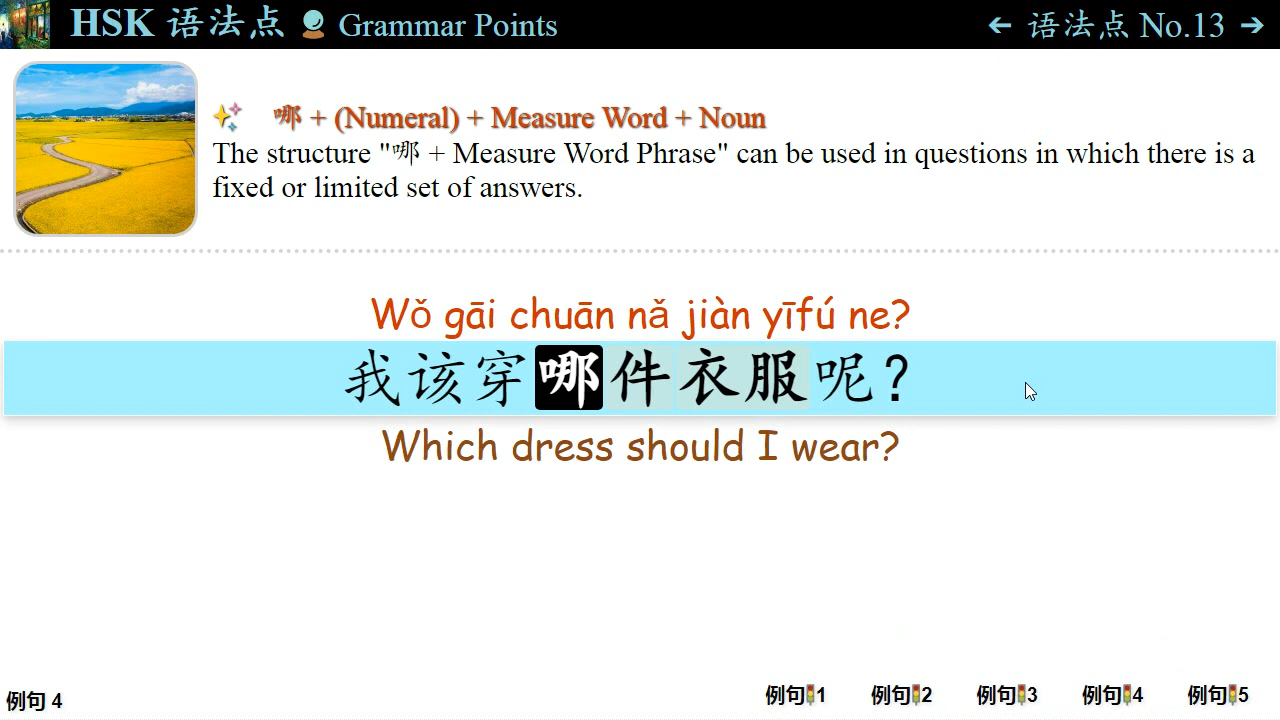 HSK 语法点 Grammar Points
← 语法点 No.13 →
哪 + (Numeral) + Measure Word + Noun
The structure "哪 + Measure Word Phrase" can be used in questions in which there is a
fixed or limited set of answers.
Wǒ gāi chuān nǎ jiàn yīfú ne?
我该穿哪件衣服呢？
Which dress should I wear?
例句 4
例句🚦1 例句🚦2 例句🚦3 例句🚦4 例句🚦5